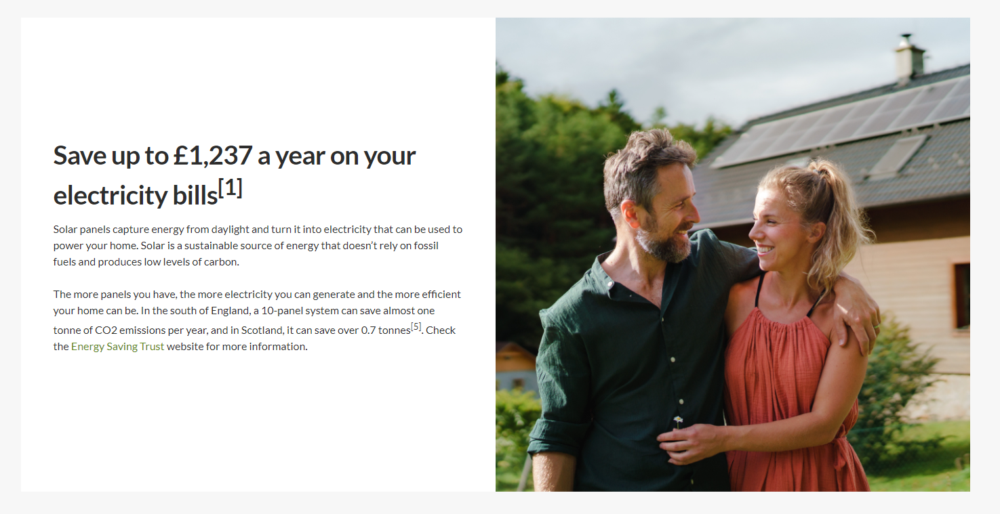 Save up to £1,237 a year on your
electricity bills[1]
Solar panels capture energy from daylight and turn it into electricity that can be used to
power your home. Solar is a sustainable source of energy that doesn’t rely on fossil
fuels and produces low levels of carbon.
The more panels you have, the more electricity you can generate and the more efficient
your home can be. In the south of England, a 10-panel system can save almost one
tonne of CO2 emissions per year, and in Scotland, it can save over 0.7 tonnes[5]. Check
the Energy Saving Trust website for more information.